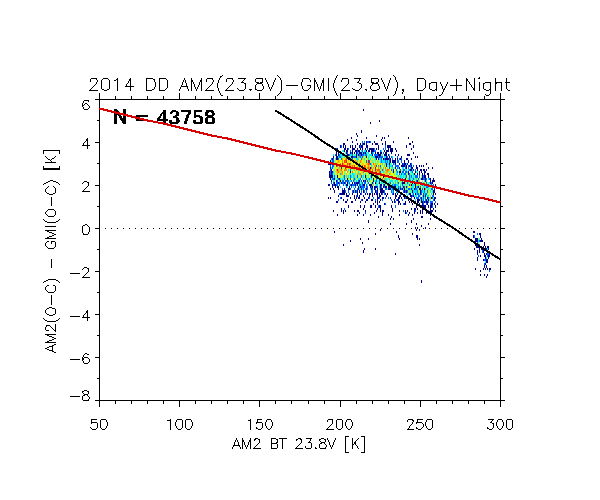 2014 DD AM2(23.8V)−GMI(23.8V), Day+Night
N = 43758
6
4
2
0
−2
−4
−6
−8
AM2(O−C) − GMI(O−C) [K]
50 100 150 200 250 300
AM2 BT 23.8V [K]